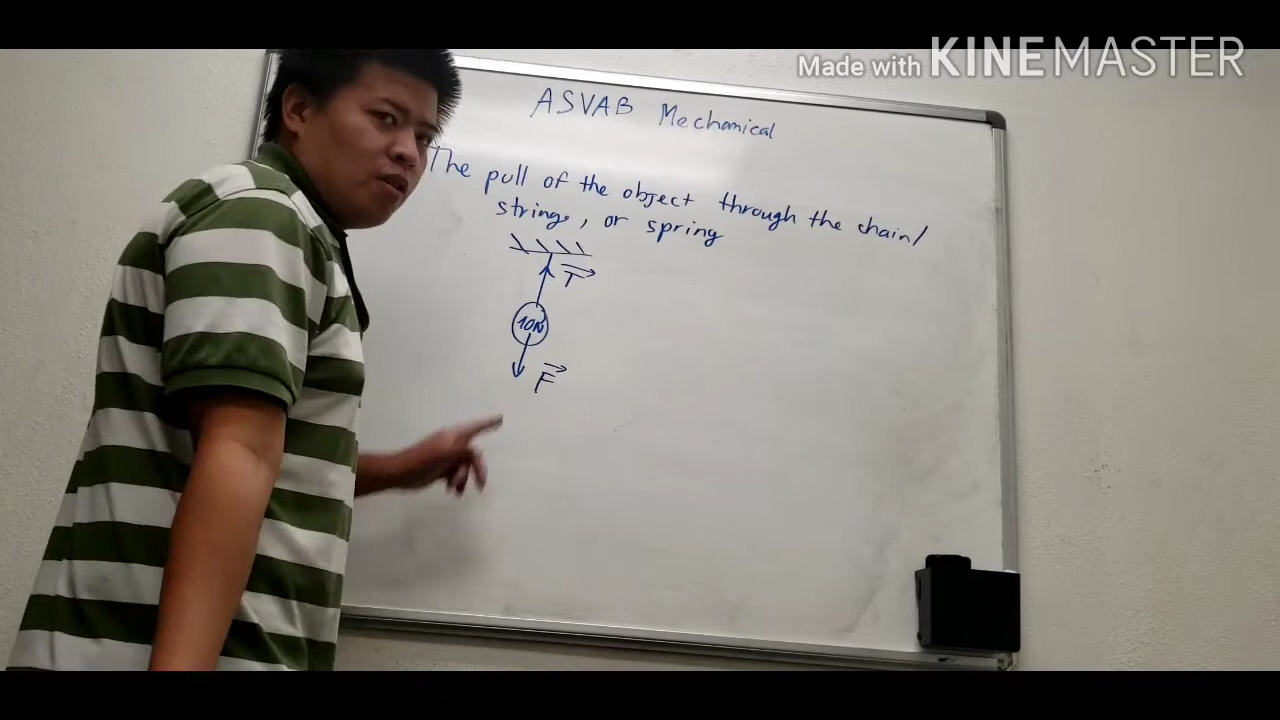 Made with KINEMASTER
ASVAB Mechanical
The pull of the object through the chain/
string, or spring
T
10N
F